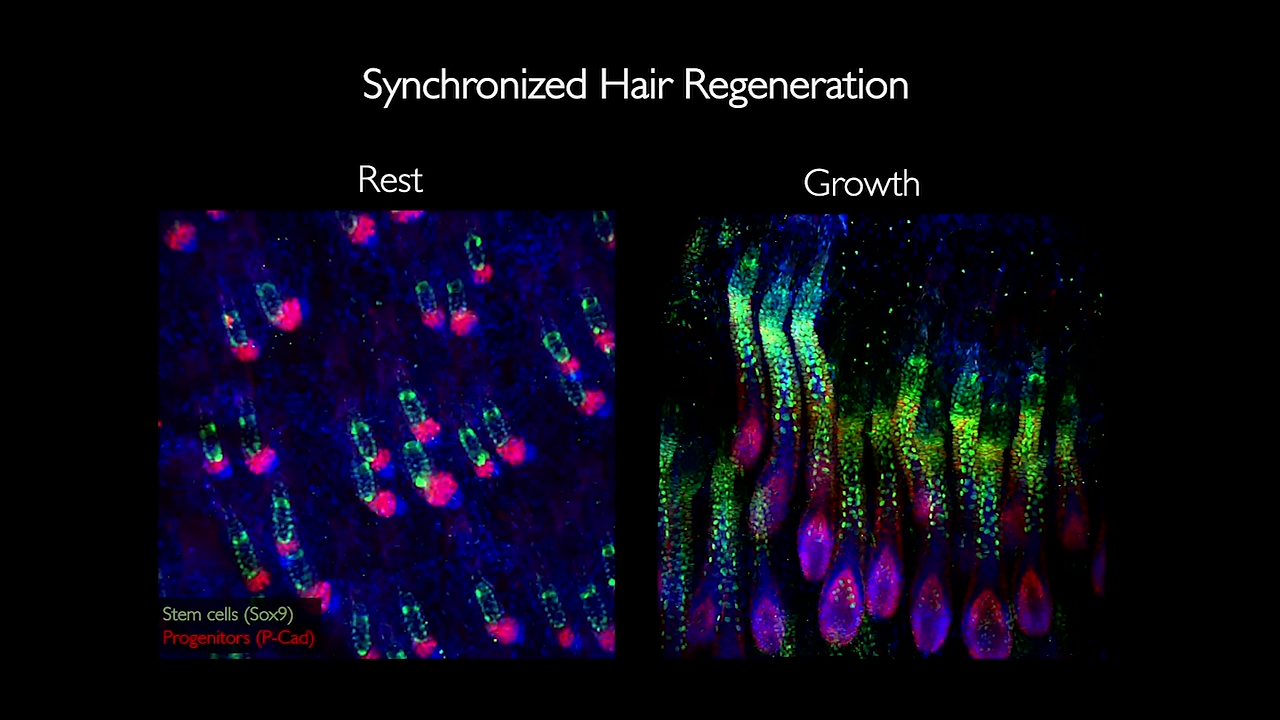 Synchronized Hair Regeneration
Rest
Growth
Stem cells (Sox9)
Progenitors (P-Cad)